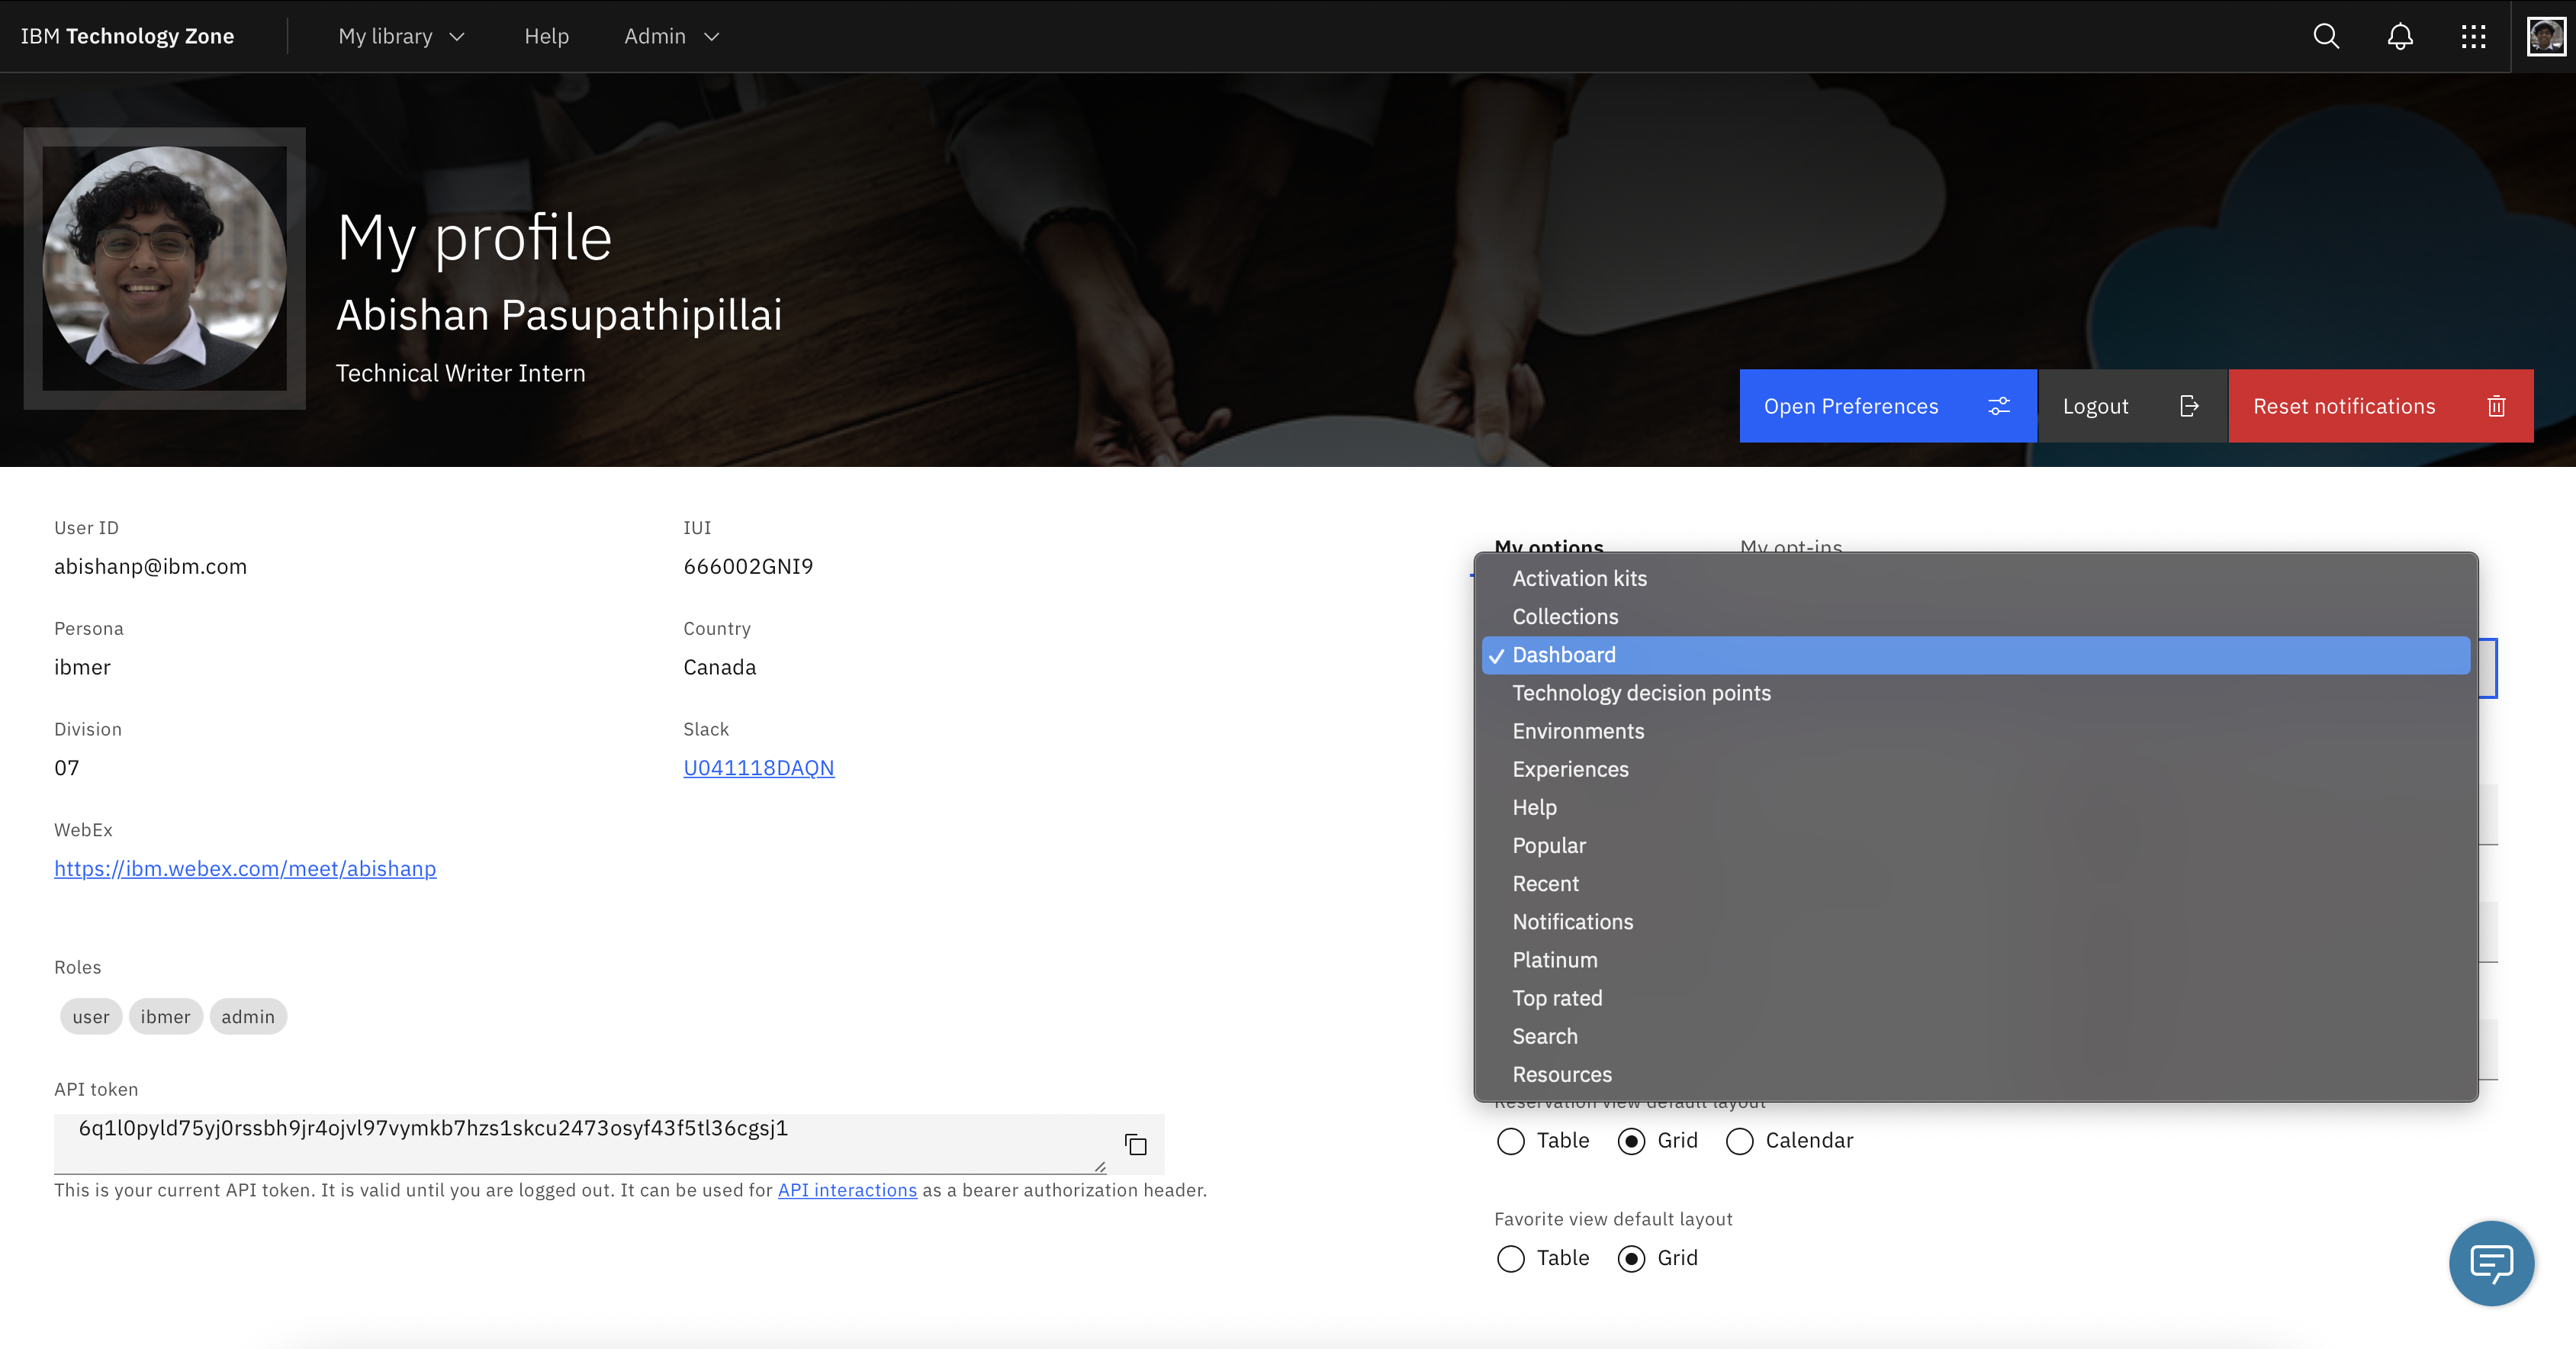 IBM Technology Zone
My library
Help
Admin
My profile
Abishan Pasupathipillai
Technical Writer Intern
Open Preferences
Logout
Reset notifications
User ID
abishanp@ibm.com
IUI
666002GNI9
Persona
ibmer
Country
Canada
Division
07
Slack
U041118DAQN
WebEx
https://ibm.webex.com/meet/abishanp
Roles
user
ibmer
admin
API token
6q1l0pyld75yj0rssbh9jr4ojvl97vymkb7hzs1skcu2473osyf43f5tl36cgsj1
This is your current API token. It is valid until you are logged out. It can be used for API interactions as a bearer authorization header.
My options
My opt-ins
Activation kits
Collections
Dashboard
Technology decision points
Environments
Experiences
Help
Popular
Recent
Notifications
Platinum
Top rated
Search
Resources
Reservation view default layout
Table
Grid
Calendar
Favorite view default layout
Table
Grid